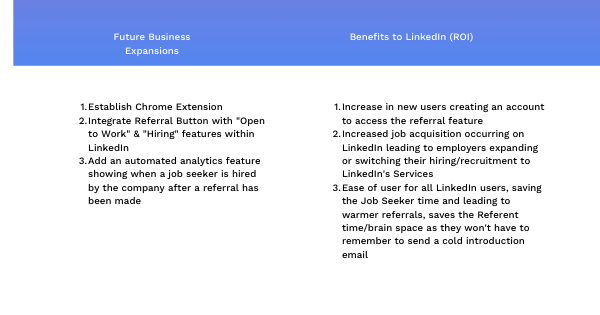 Future Business
Expansions
Benefits to LinkedIn (ROI)
1. Establish Chrome Extension
2. Integrate Referral Button with "Open
to Work" & "Hiring" features within
LinkedIn
3. Add an automated analytics feature
showing when a job seeker is hired
by the company after a referral has
been made
1. Increase in new users creating an account
to access the referral feature
2. Increased job acquisition occurring on
LinkedIn leading to employers expanding
or switching their hiring/recruitment to
LinkedIn's Services
3. Ease of user for all LinkedIn users, saving
the Job Seeker time and leading to
warmer referrals, saves the Referent
time/brain space as they won't have to
remember to send a cold introduction
email